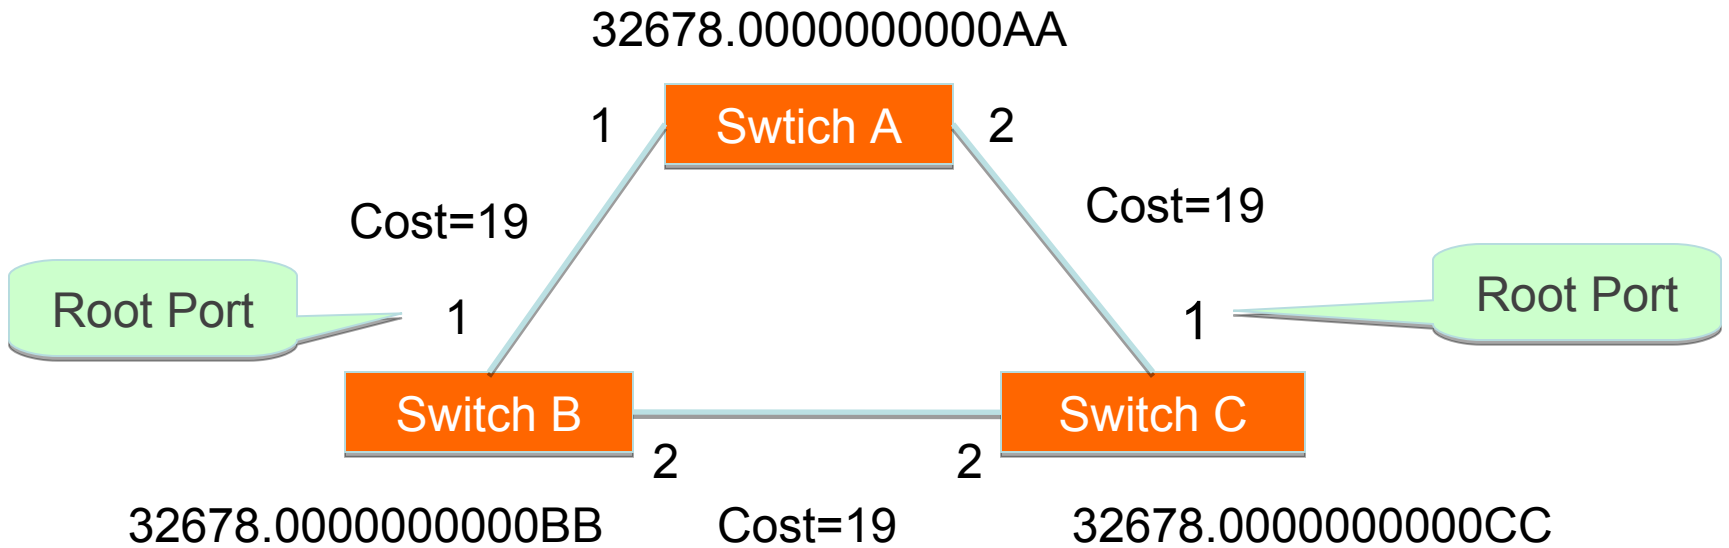 32678.0000000000AA
1
Swtich A
2
Cost=19
Cost=19
Root Port
1
1
Root Port
Switch B
Switch C
2
2
32678.0000000000BB
Cost=19
32678.0000000000CC